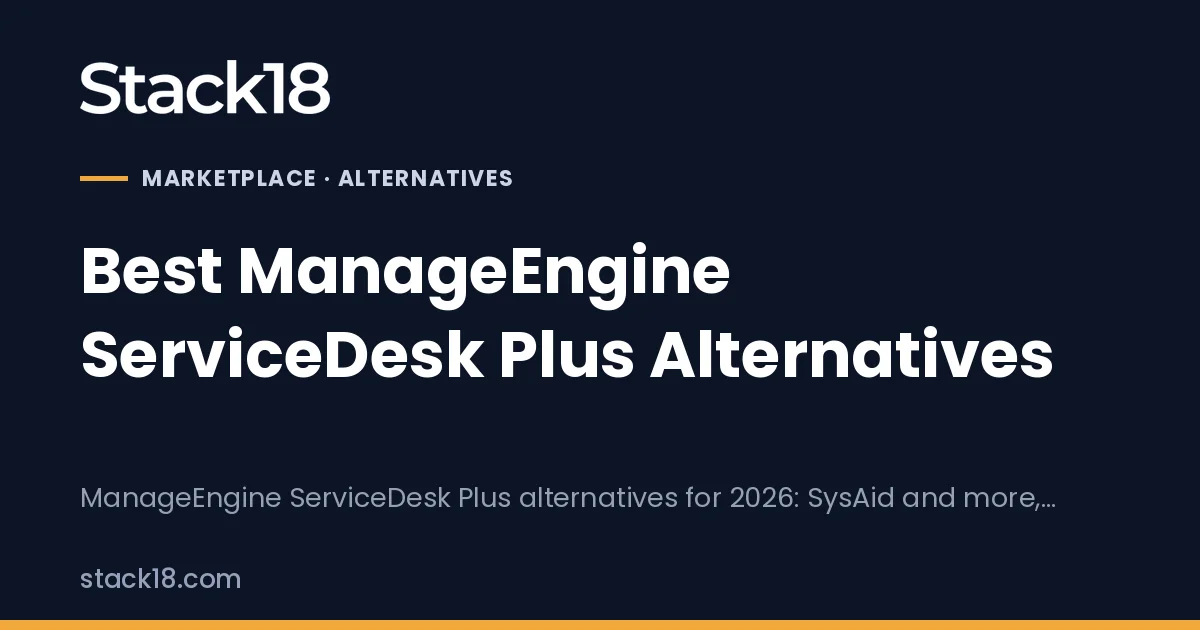 Stack18
MARKETPLACE · ALTERNATIVES
Best ManageEngine
ServiceDesk Plus Alternatives
ManageEngine ServiceDesk Plus alternatives for 2026: SysAid and more,...
stack18.com